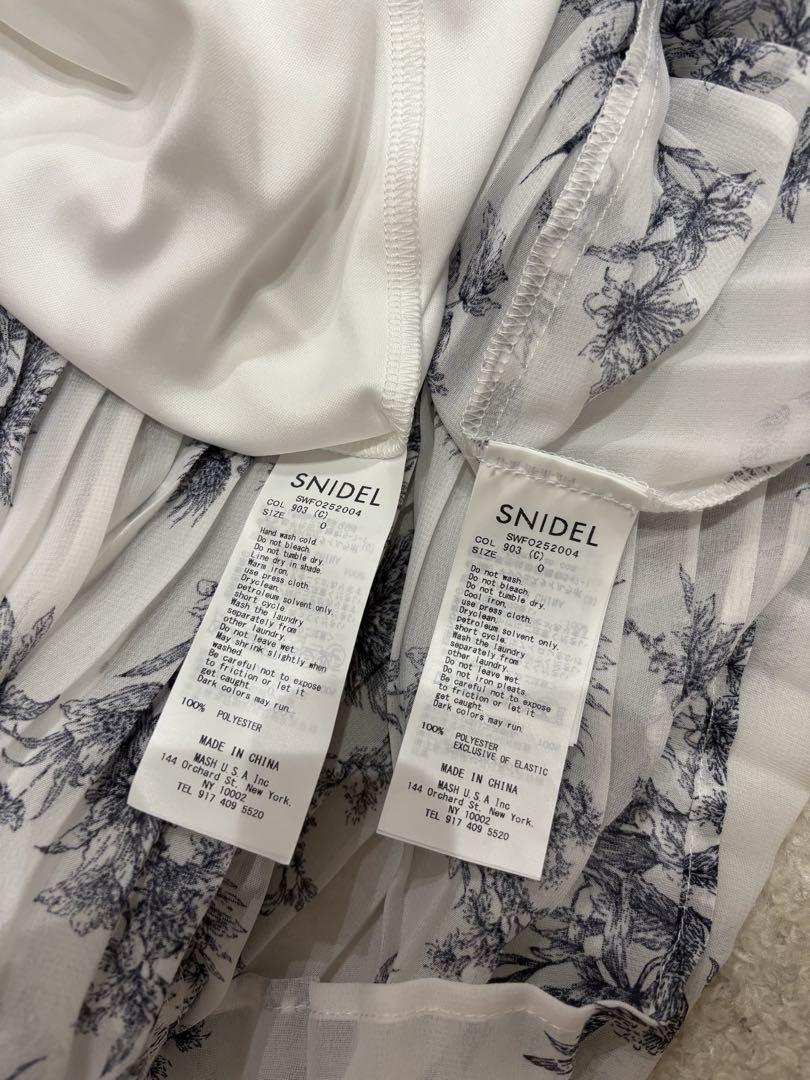 SNIDEL
SWFO252004
COL 903 (C)
SIZE 0
Hand wash cold.
Do not bleach.
Do not tumble dry.
Line dry in shade.
Warm iron.
use press cloth.
Dryclean.
petroleum solvent only.
short cycle
Wash the laundry
separately from
other laundry.
Do not leave wet
May shrink slightly when
washed
Be careful not to expose
to friction or let it
get caught.
Dark colors may run.
100% POLYESTER
MADE IN CHINA
MASH U.S.A Inc
144 Orchard St. New York.
NY 10002
TEL 917 409 5520
SNIDEL
SWFO252004
COL 903 (C)
SIZE 0
Do not wash.
Do not bleach.
Do not tumble dry.
Cool iron.
use press cloth.
Dryclean.
petroleum solvent only.
short cycle
Wash the laundry
separately from
other laundry.
Do not leave wet.
Do not iron pleats.
Be careful not to expose
to friction or let it
get caught.
Dark colors may run.
100% POLYESTER
EXCLUSIVE OF ELASTIC
MADE IN CHINA
MASH U.S.A Inc
144 Orchard St. New York.
NY 10002
TEL 917 409 5520